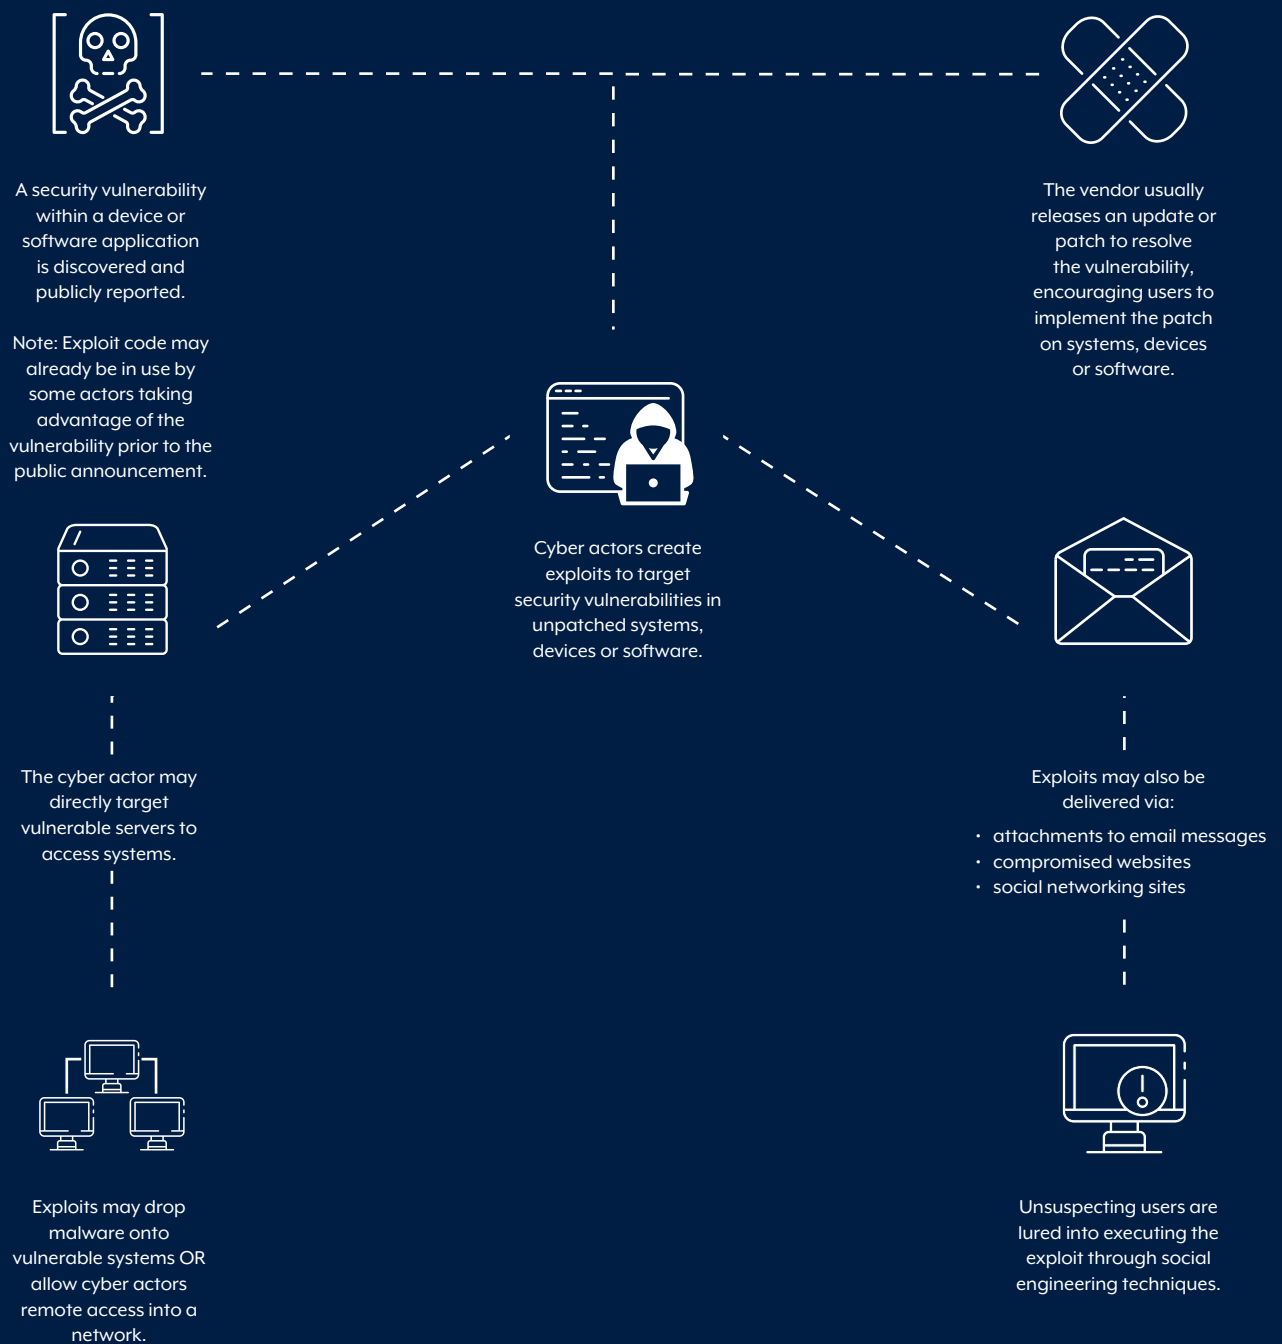 A security vulnerability
within a device or
software application
is discovered and
publicly reported.
Note: Exploit code may
already be in use by
some actors taking
advantage of the
vulnerability prior to the
public announcement.
The vendor usually
releases an update or
patch to resolve
the vulnerability,
encouraging users to
implement the patch
on systems, devices
or software.
Cyber actors create
exploits to target
security vulnerabilities in
unpatched systems,
devices or software.
The cyber actor may
directly target
vulnerable servers to
access systems.
Exploits may also be
delivered via:
· attachments to email messages
· compromised websites
· social networking sites
Exploits may drop
malware onto
vulnerable systems OR
allow cyber actors
remote access into a
network.
Unsuspecting users are
lured into executing the
exploit through social
engineering techniques.